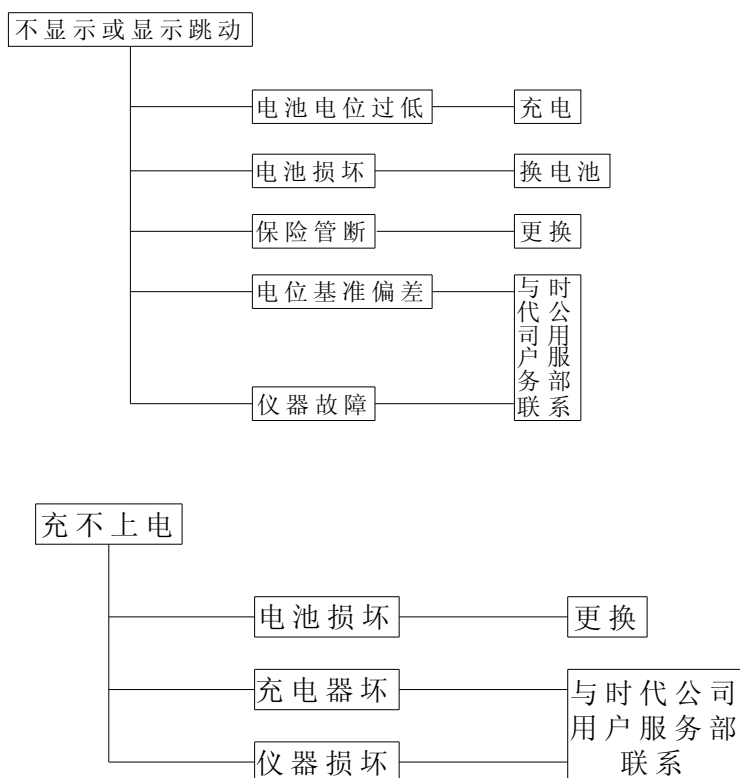 不显示或显示跳动
电池电位过低
充电
电池损坏
换电池
保险管断
更换
电位基准偏差
与时
代公
司用
户服
务部
联系
仪器故障
充不上电
电池损坏
更换
充电器坏
与时代公司
用户服务部
联系
仪器损坏